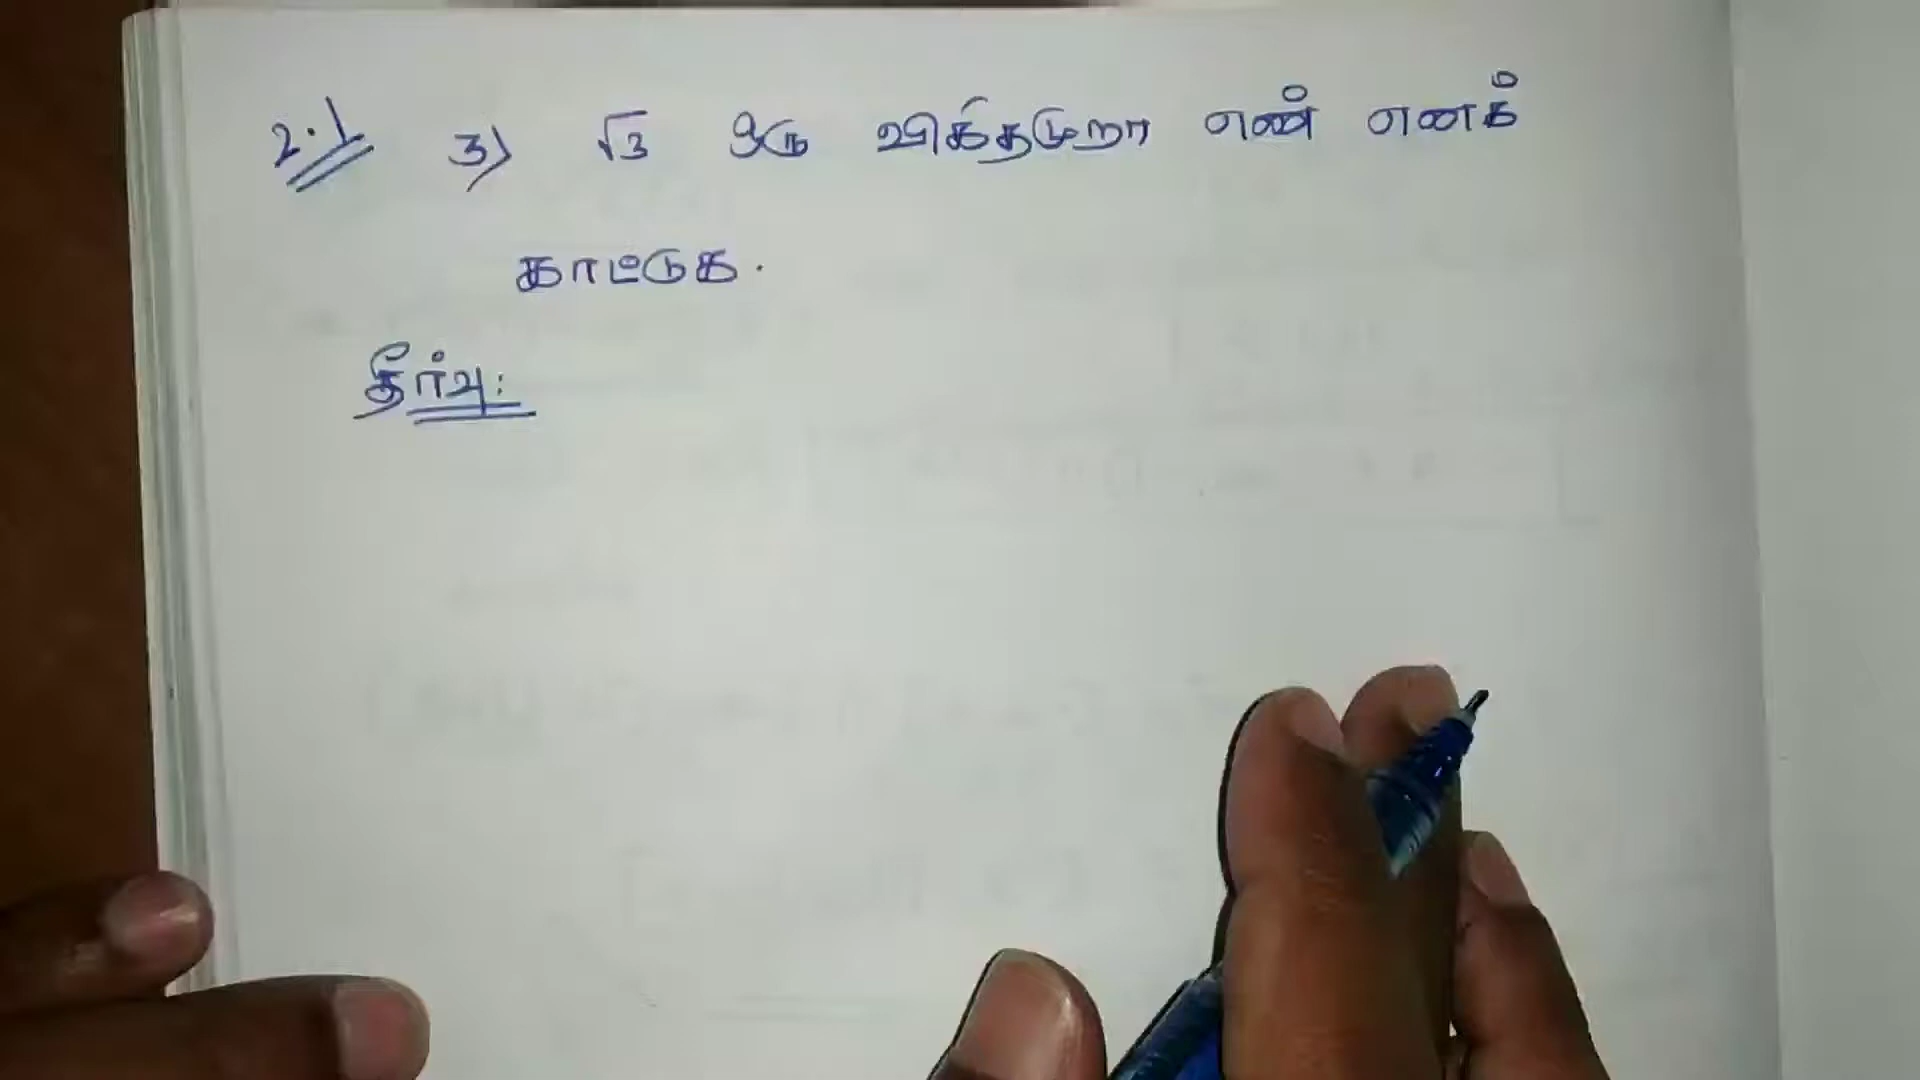 2.1 3) √3 ஒரு விகிதமுறா எண் எனக்
காட்டுக.
தீர்வு: